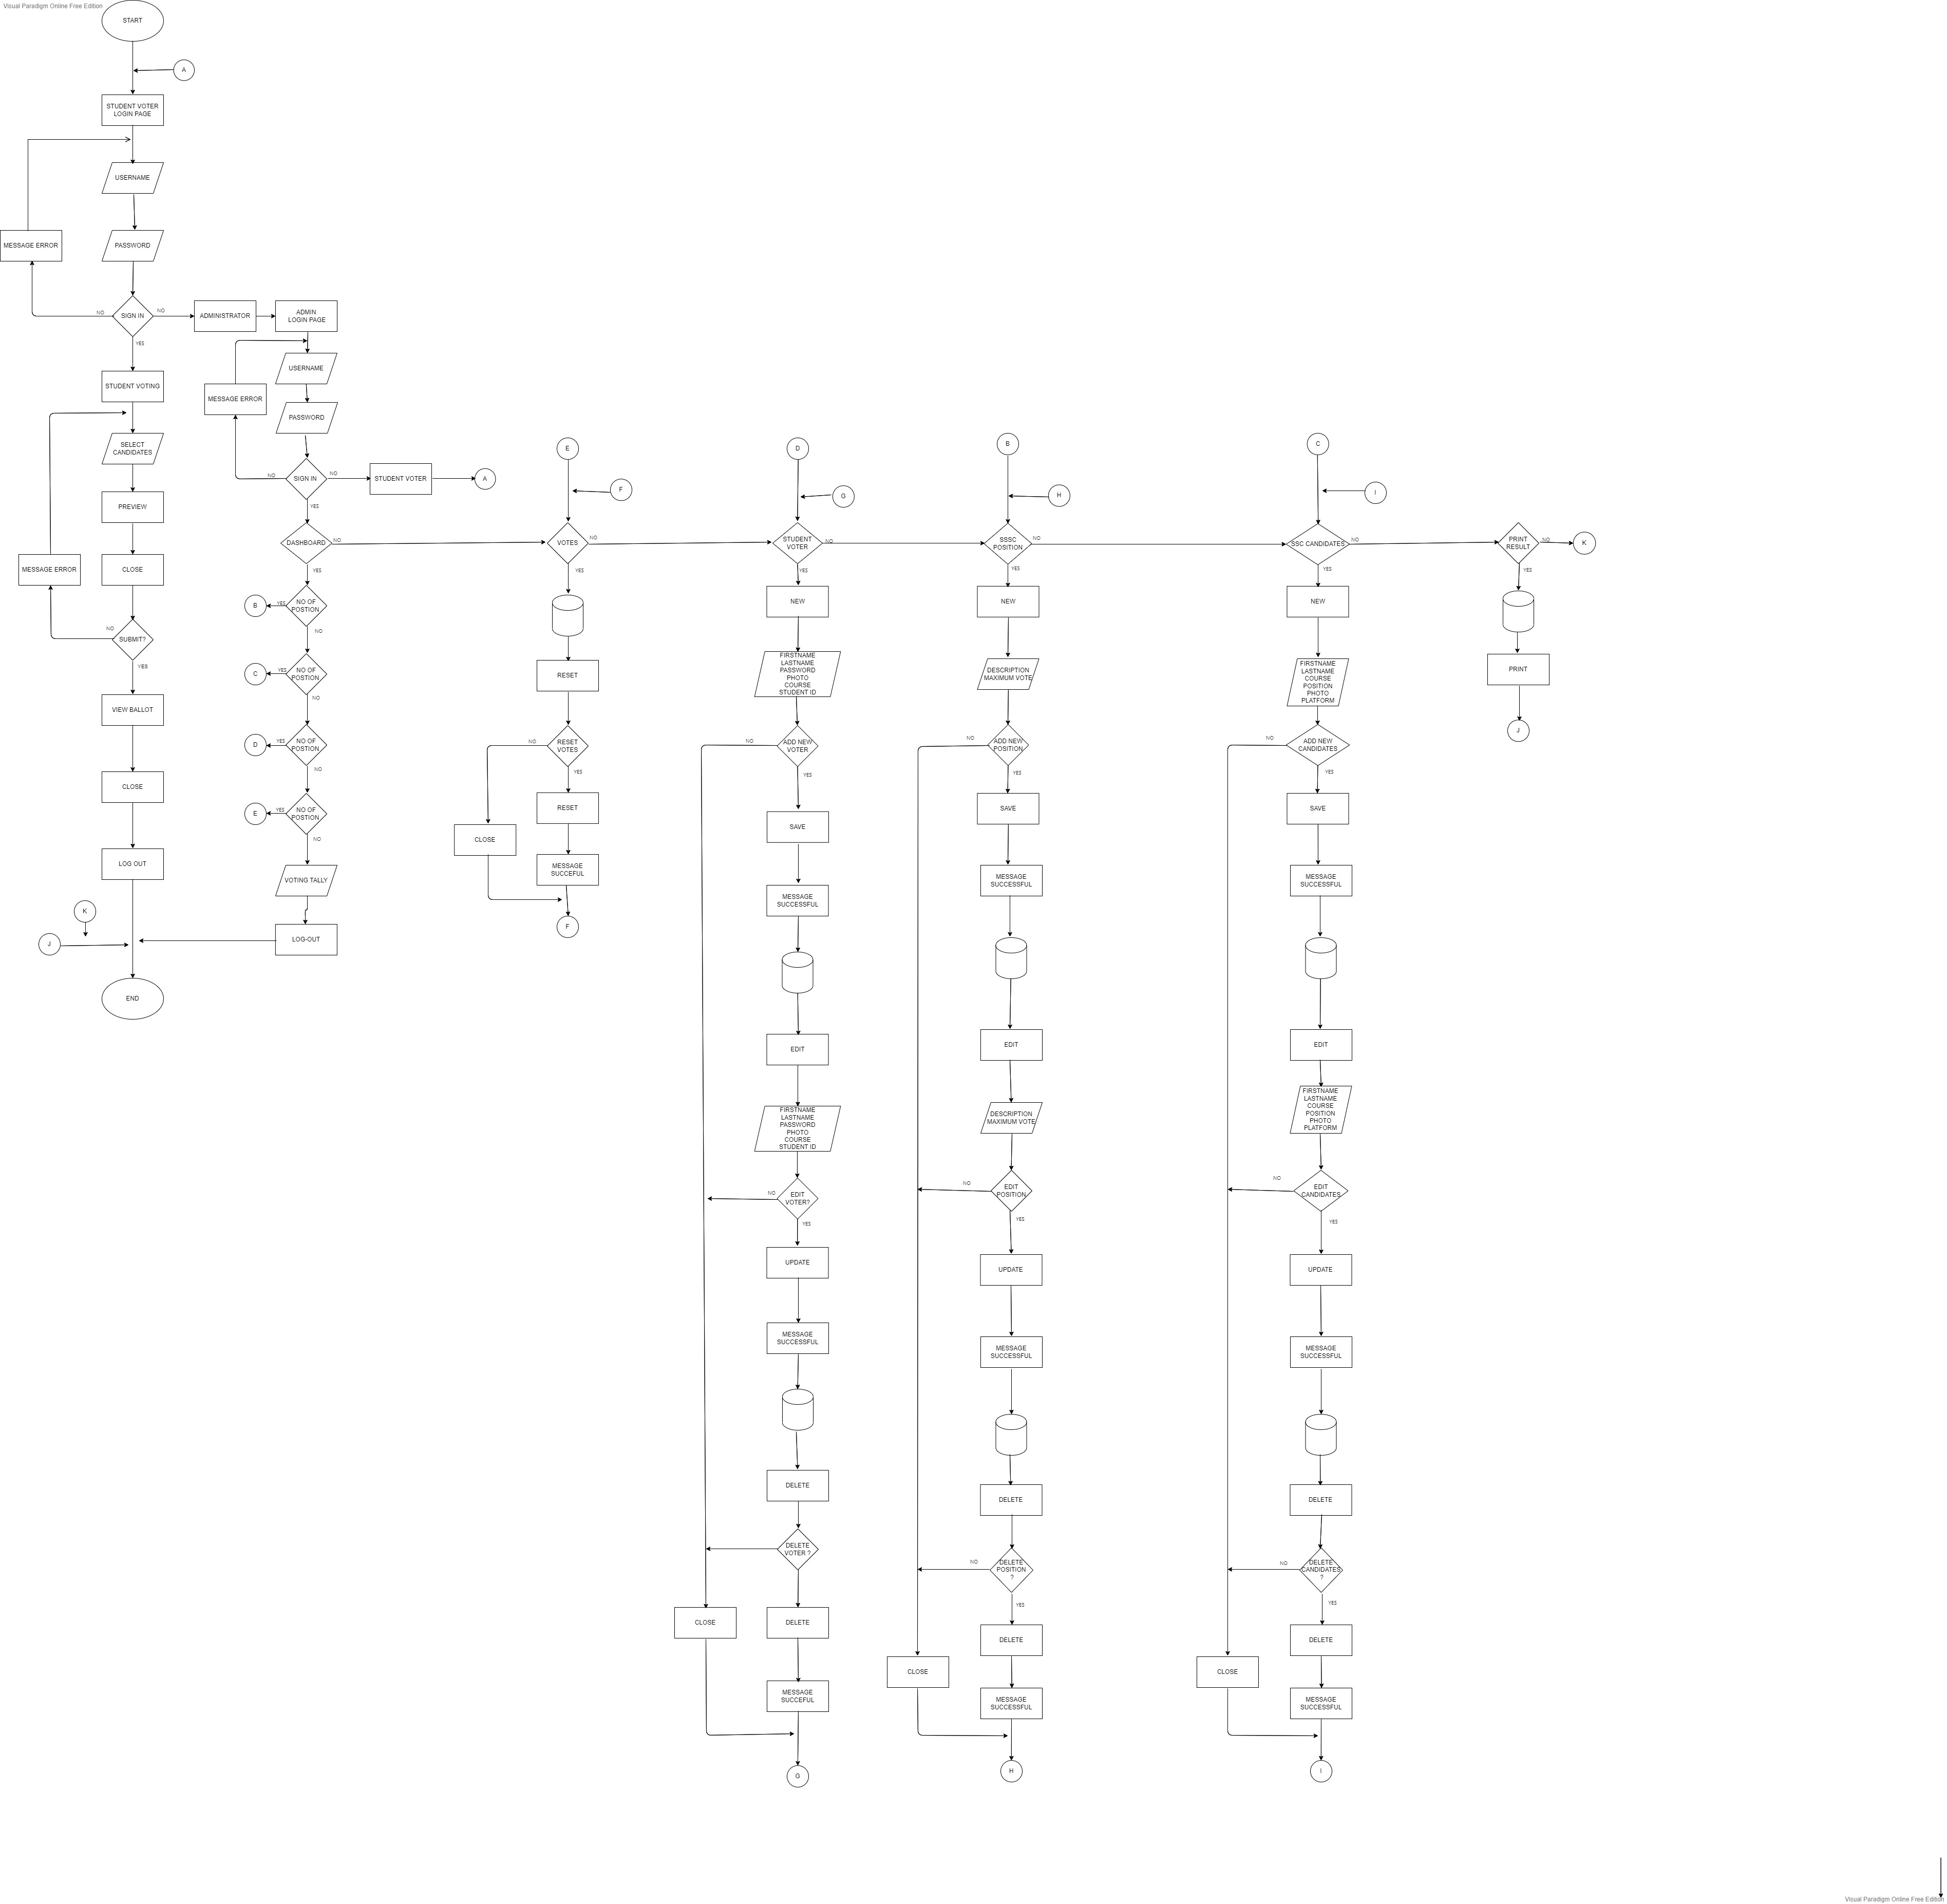 Visual Paradigm Online Free Edition
START
A
STUDENT VOTER
LOGIN PAGE
USERNAME
MESSAGE ERROR
PASSWORD
NO
SIGN IN
NO
YES
ADMINISTRATOR
ADMIN
LOGIN PAGE
STUDENT VOTING
SELECT
CANDIDATES
PREVIEW
MESSAGE ERROR
CLOSE
NO
SUBMIT?
YES
VIEW BALLOT
CLOSE
LOG OUT
K
J
END
USERNAME
MESSAGE ERROR
PASSWORD
NO
SIGN IN
NO
YES
STUDENT VOTER
A
DASHBOARD
NO
YES
B
YES
NO OF
POSTION
NO
C
YES
NO OF
POSTION
NO
D
YES
NO OF
POSTION
NO
E
YES
NO OF
POSTION
NO
VOTING TALLY
LOG-OUT
E
F
VOTES
NO
YES
RESET
NO
RESET
VOTES
YES
CLOSE
RESET
MESSAGE
SUCCEFUL
F
D
G
STUDENT
VOTER
NO
YES
NEW
FIRSTNAME
LASTNAME
PASSWORD
PHOTO
COURSE
STUDENT ID
NO
ADD NEW
VOTER
YES
SAVE
MESSAGE
SUCCESSFUL
EDIT
FIRSTNAME
LASTNAME
PASSWORD
PHOTO
COURSE
STUDENT ID
NO
EDIT
VOTER?
YES
UPDATE
MESSAGE
SUCCESSFUL
DELETE
DELETE
VOTER ?
CLOSE
DELETE
MESSAGE
SUCCEFUL
G
B
H
SSSC
POSITION
NO
YES
NEW
DESCRIPTION
MAXIMUM VOTE
NO
ADD NEW
POSITION
YES
SAVE
MESSAGE
SUCCESSFUL
EDIT
DESCRIPTION
MAXIMUM VOTE
NO
EDIT
POSITION
YES
UPDATE
MESSAGE
SUCCESSFUL
DELETE
NO
DELETE
POSITION
?
YES
DELETE
CLOSE
MESSAGE
SUCCESSFUL
H
C
I
SSC CANDIDATES
NO
YES
NEW
FIRSTNAME
LASTNAME
COURSE
POSITION
PHOTO
PLATFORM
NO
ADD NEW
CANDIDATES
YES
SAVE
MESSAGE
SUCCESSFUL
EDIT
FIRSTNAME
LASTNAME
COURSE
POSITION
PHOTO
PLATFORM
NO
EDIT
CANDIDATES
YES
UPDATE
MESSAGE
SUCCESSFUL
DELETE
NO
DELETE
CANDIDATES
?
YES
DELETE
CLOSE
MESSAGE
SUCCESSFUL
I
PRINT
RESULT
NO
K
YES
PRINT
J
Visual Paradigm Online Free Edition